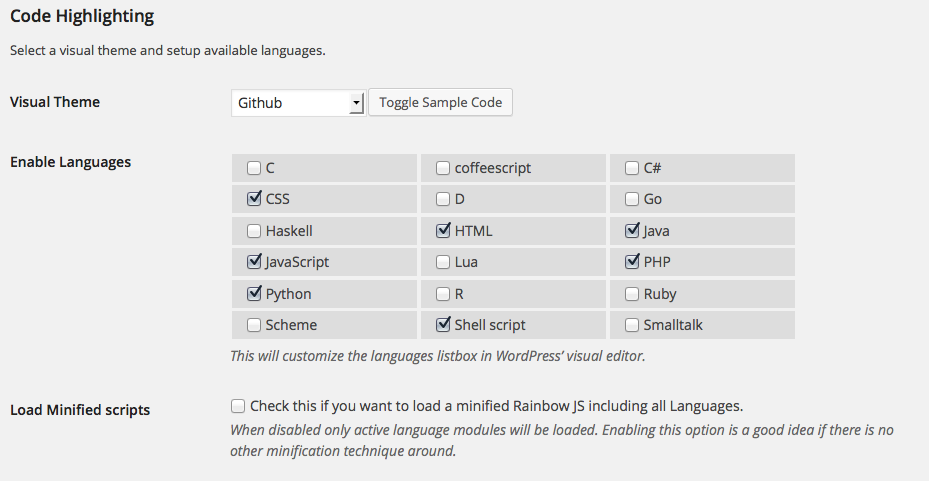 Code Highlighting
Select a visual theme and setup available languages.
Visual Theme Github Toggle Sample Code
Enable Languages
C coffeescript C#
CSS D Go
Haskell HTML Java
JavaScript Lua PHP
Python R Ruby
Scheme Shell script Smalltalk
This will customize the languages listbox in WordPress’ visual editor.
Load Minified scripts Check this if you want to load a minified Rainbow JS including all Languages.
When disabled only active language modules will be loaded. Enabling this option is a good idea if there is no
other minification technique around.